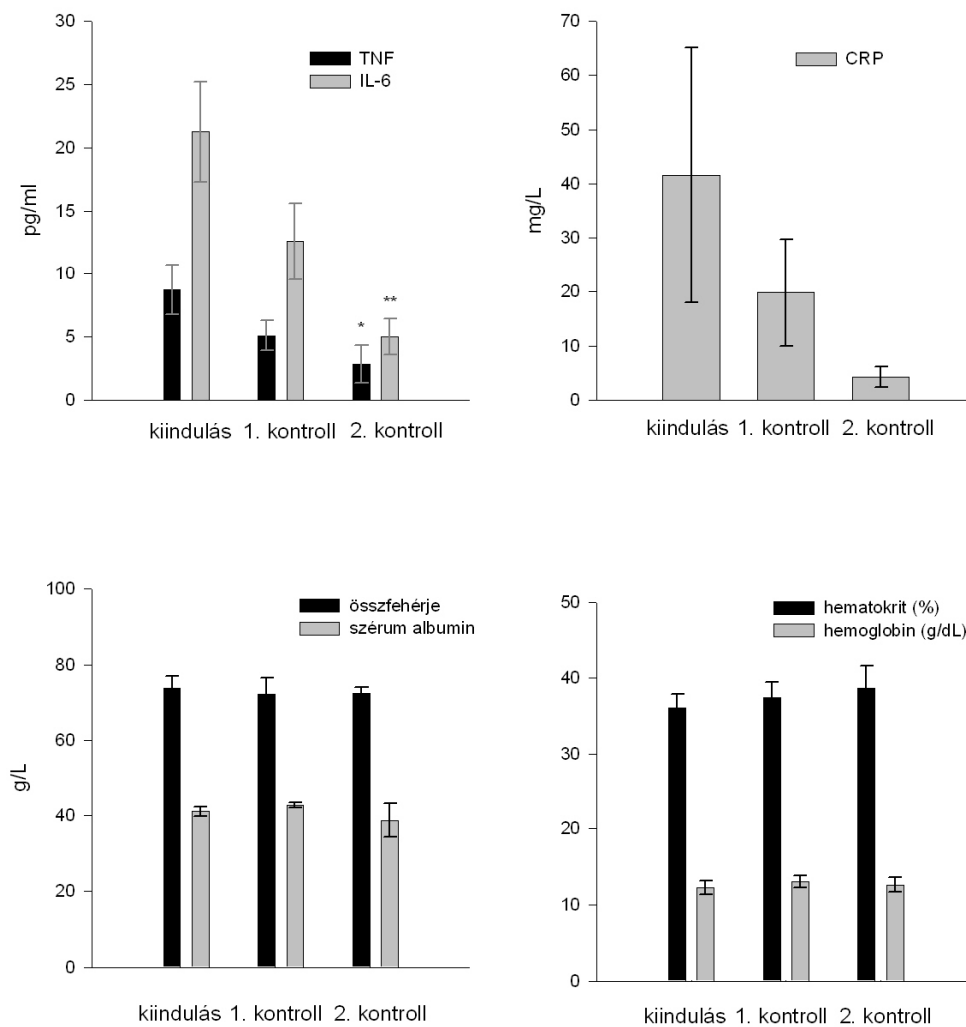 30
25
20
15
10
5
0
pg/ml
TNF
IL-6
*
**
kiindulás 1. kontroll 2. kontroll
70
60
50
40
30
20
10
0
mg/L
CRP
kiindulás 1. kontroll 2. kontroll
100
80
60
40
20
0
g/L
összfehérje
szérum albumin
kiindulás 1. kontroll 2. kontroll
50
40
30
20
10
0
hematokrit (%)
hemoglobin (g/dL)
kiindulás 1. kontroll 2. kontroll